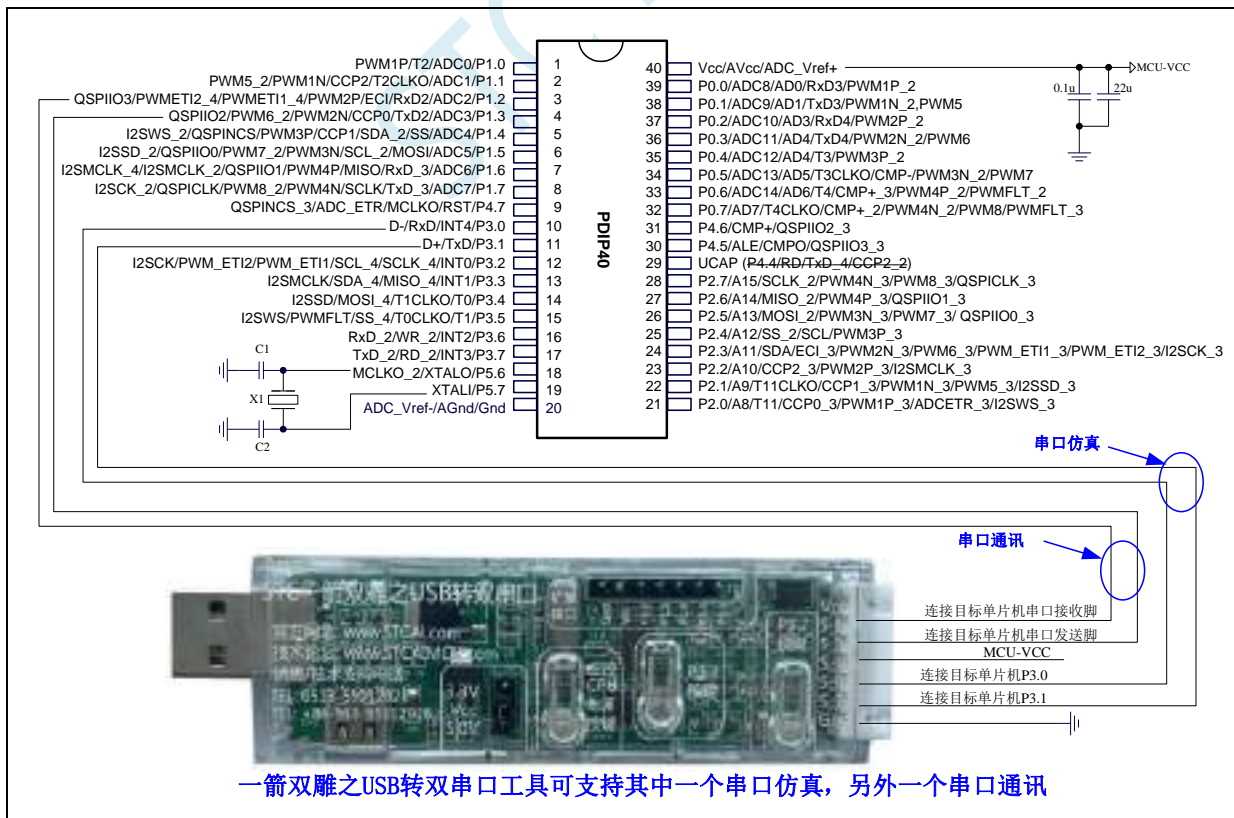 STC
PWM1P/T2/ADC0/P1.0 1
PWM5_2/PWM1N/CCP2/T2CLKO/ADC1/P1.1 2
QSPIIO3/PWMETI2_4/PWMETI1_4/PWM2P/ECI/RxD2/ADC2/P1.2 3
QSPIIO2/PWM6_2/PWM2N/CCP0/TxD2/ADC3/P1.3 4
I2SWS_2/QSPINCS/PWM3P/CCP1/SDA_2/SS/ADC4/P1.4 5
I2SSD_2/QSPIIO0/PWM7_2/PWM3N/SCL_2/MOSI/ADC5/P1.5 6
I2SMCLK_4/I2SMCLK_2/QSPIIO1/PWM4P/MISO/RxD_3/ADC6/P1.6 7
I2SCK_2/QSPICLK/PWM8_2/PWM4N/SCLK/TxD_3/ADC7/P1.7 8
QSPINCS_3/ADC_ETR/MCLKO/RST/P4.7 9
D-/RxD/INT4/P3.0 10
D+/TxD/P3.1 11
I2SCK/PWM_ETI2/PWM_ETI1/SCL_4/SCLK_4/INT0/P3.2 12
I2SMCLK/SDA_4/MISO_4/INT1/P3.3 13
I2SSD/MOSI_4/T1CLKO/T0/P3.4 14
I2SWS/PWMFLT/SS_4/T0CLKO/T1/P3.5 15
RxD_2/WR_2/INT2/P3.6 16
TxD_2/RD_2/INT3/P3.7 17
MCLKO_2/XTALO/P5.6 18
XTALI/P5.7 19
ADC_Vref-/AGnd/Gnd 20
PDIP40
40 Vcc/AVcc/ADC_Vref+
39 P0.0/ADC8/AD0/RxD3/PWM1P_2
38 P0.1/ADC9/AD1/TxD3/PWM1N_2,PWM5
37 P0.2/ADC10/AD3/RxD4/PWM2P_2
36 P0.3/ADC11/AD4/TxD4/PWM2N_2/PWM6
35 P0.4/ADC12/AD4/T3/PWM3P_2
34 P0.5/ADC13/AD5/T3CLKO/CMP-/PWM3N_2/PWM7
33 P0.6/ADC14/AD6/T4/CMP+_3/PWM4P_2/PWMFLT_2
32 P0.7/AD7/T4CLKO/CMP+_2/PWM4N_2/PWM8/PWMFLT_3
31 P4.6/CMP+/QSPIIO2_3
30 P4.5/ALE/CMPO/QSPIIO3_3
29 UCAP (P4.4/RD/TxD_4/CCP2_2)
28 P2.7/A15/SCLK_2/PWM4N_3/PWM8_3/QSPICLK_3
27 P2.6/A14/MISO_2/PWM4P_3/QSPIIO1_3
26 P2.5/A13/MOSI_2/PWM3N_3/PWM7_3/ QSPIIO0_3
25 P2.4/A12/SS_2/SCL/PWM3P_3
24 P2.3/A11/SDA/ECI_3/PWM2N_3/PWM6_3/PWM_ETI1_3/PWM_ETI2_3/I2SCK_3
23 P2.2/A10/CCP2_3/PWM2P_3/I2SMCLK_3
22 P2.1/A9/T11CLKO/CCP1_3/PWM1N_3/PWM5_3/I2SSD_3
21 P2.0/A8/T11/CCP0_3/PWM1P_3/ADCETR_3/I2SWS_3
MCU-VCC
0.1u 22u
C1
X1
C2
串口仿真
串口通讯
连接目标单片机串口接收脚
连接目标单片机串口发送脚
MCU-VCC
连接目标单片机P3.0
连接目标单片机P3.1
箭双雕之USB转双串口
www.STCAI.com
3.3V
5.0V
一箭双雕之USB转双串口工具可支持其中一个串口仿真，另外一个串口通讯